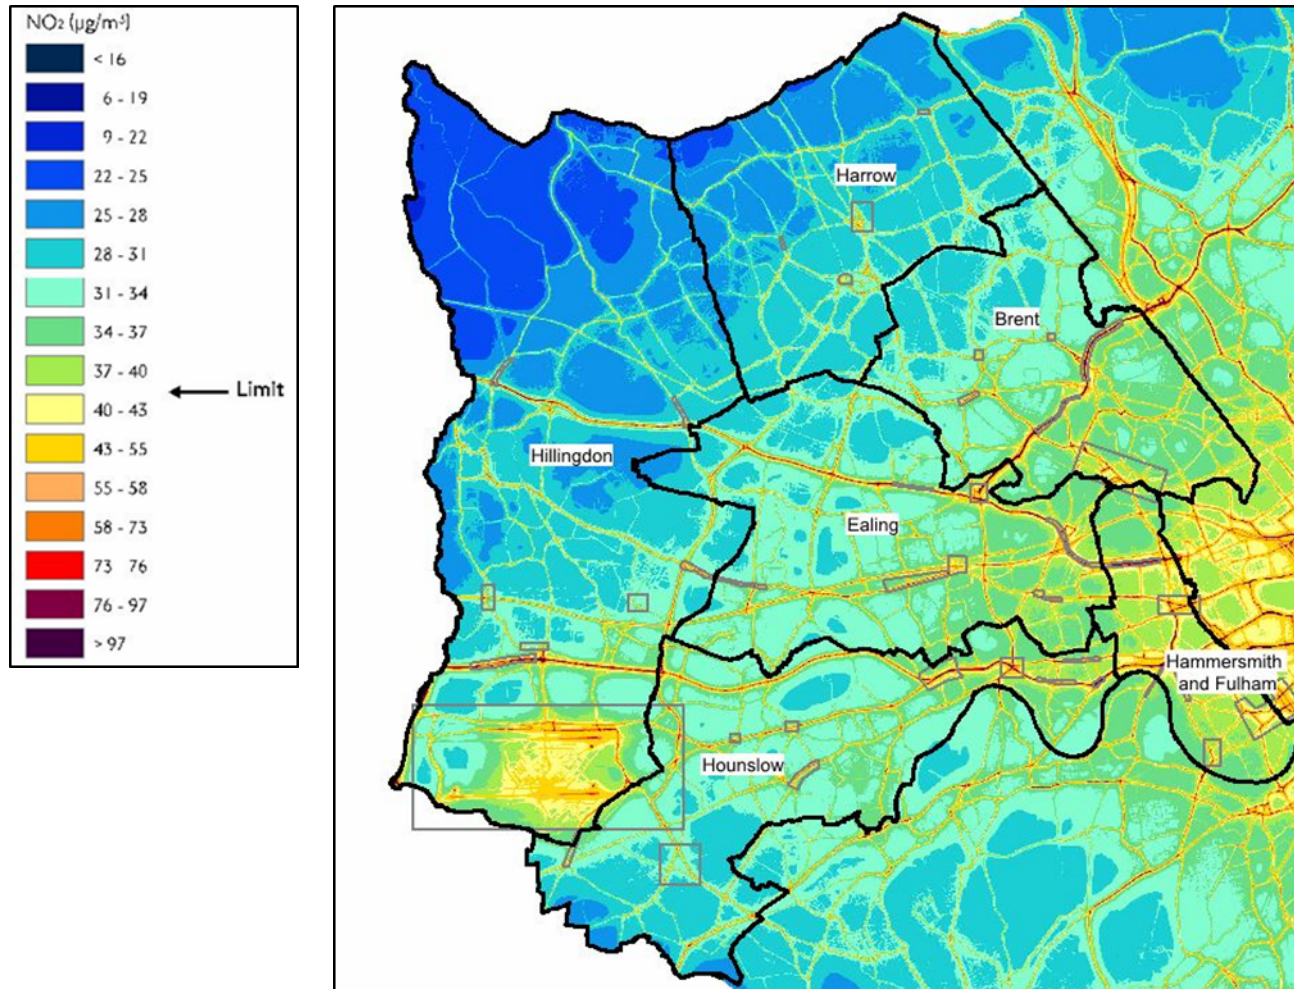 NO₂ (µg/m³)
< 16
6 - 19
9 - 22
22 - 25
25 - 28
28 - 31
31 - 34
34 - 37
37 - 40
40 - 43
43 - 55
55 - 58
58 - 73
73 - 76
76 - 97
> 97
Limit
Harrow
Brent
Hillingdon
Ealing
Hammersmith
and Fulham
Hounslow